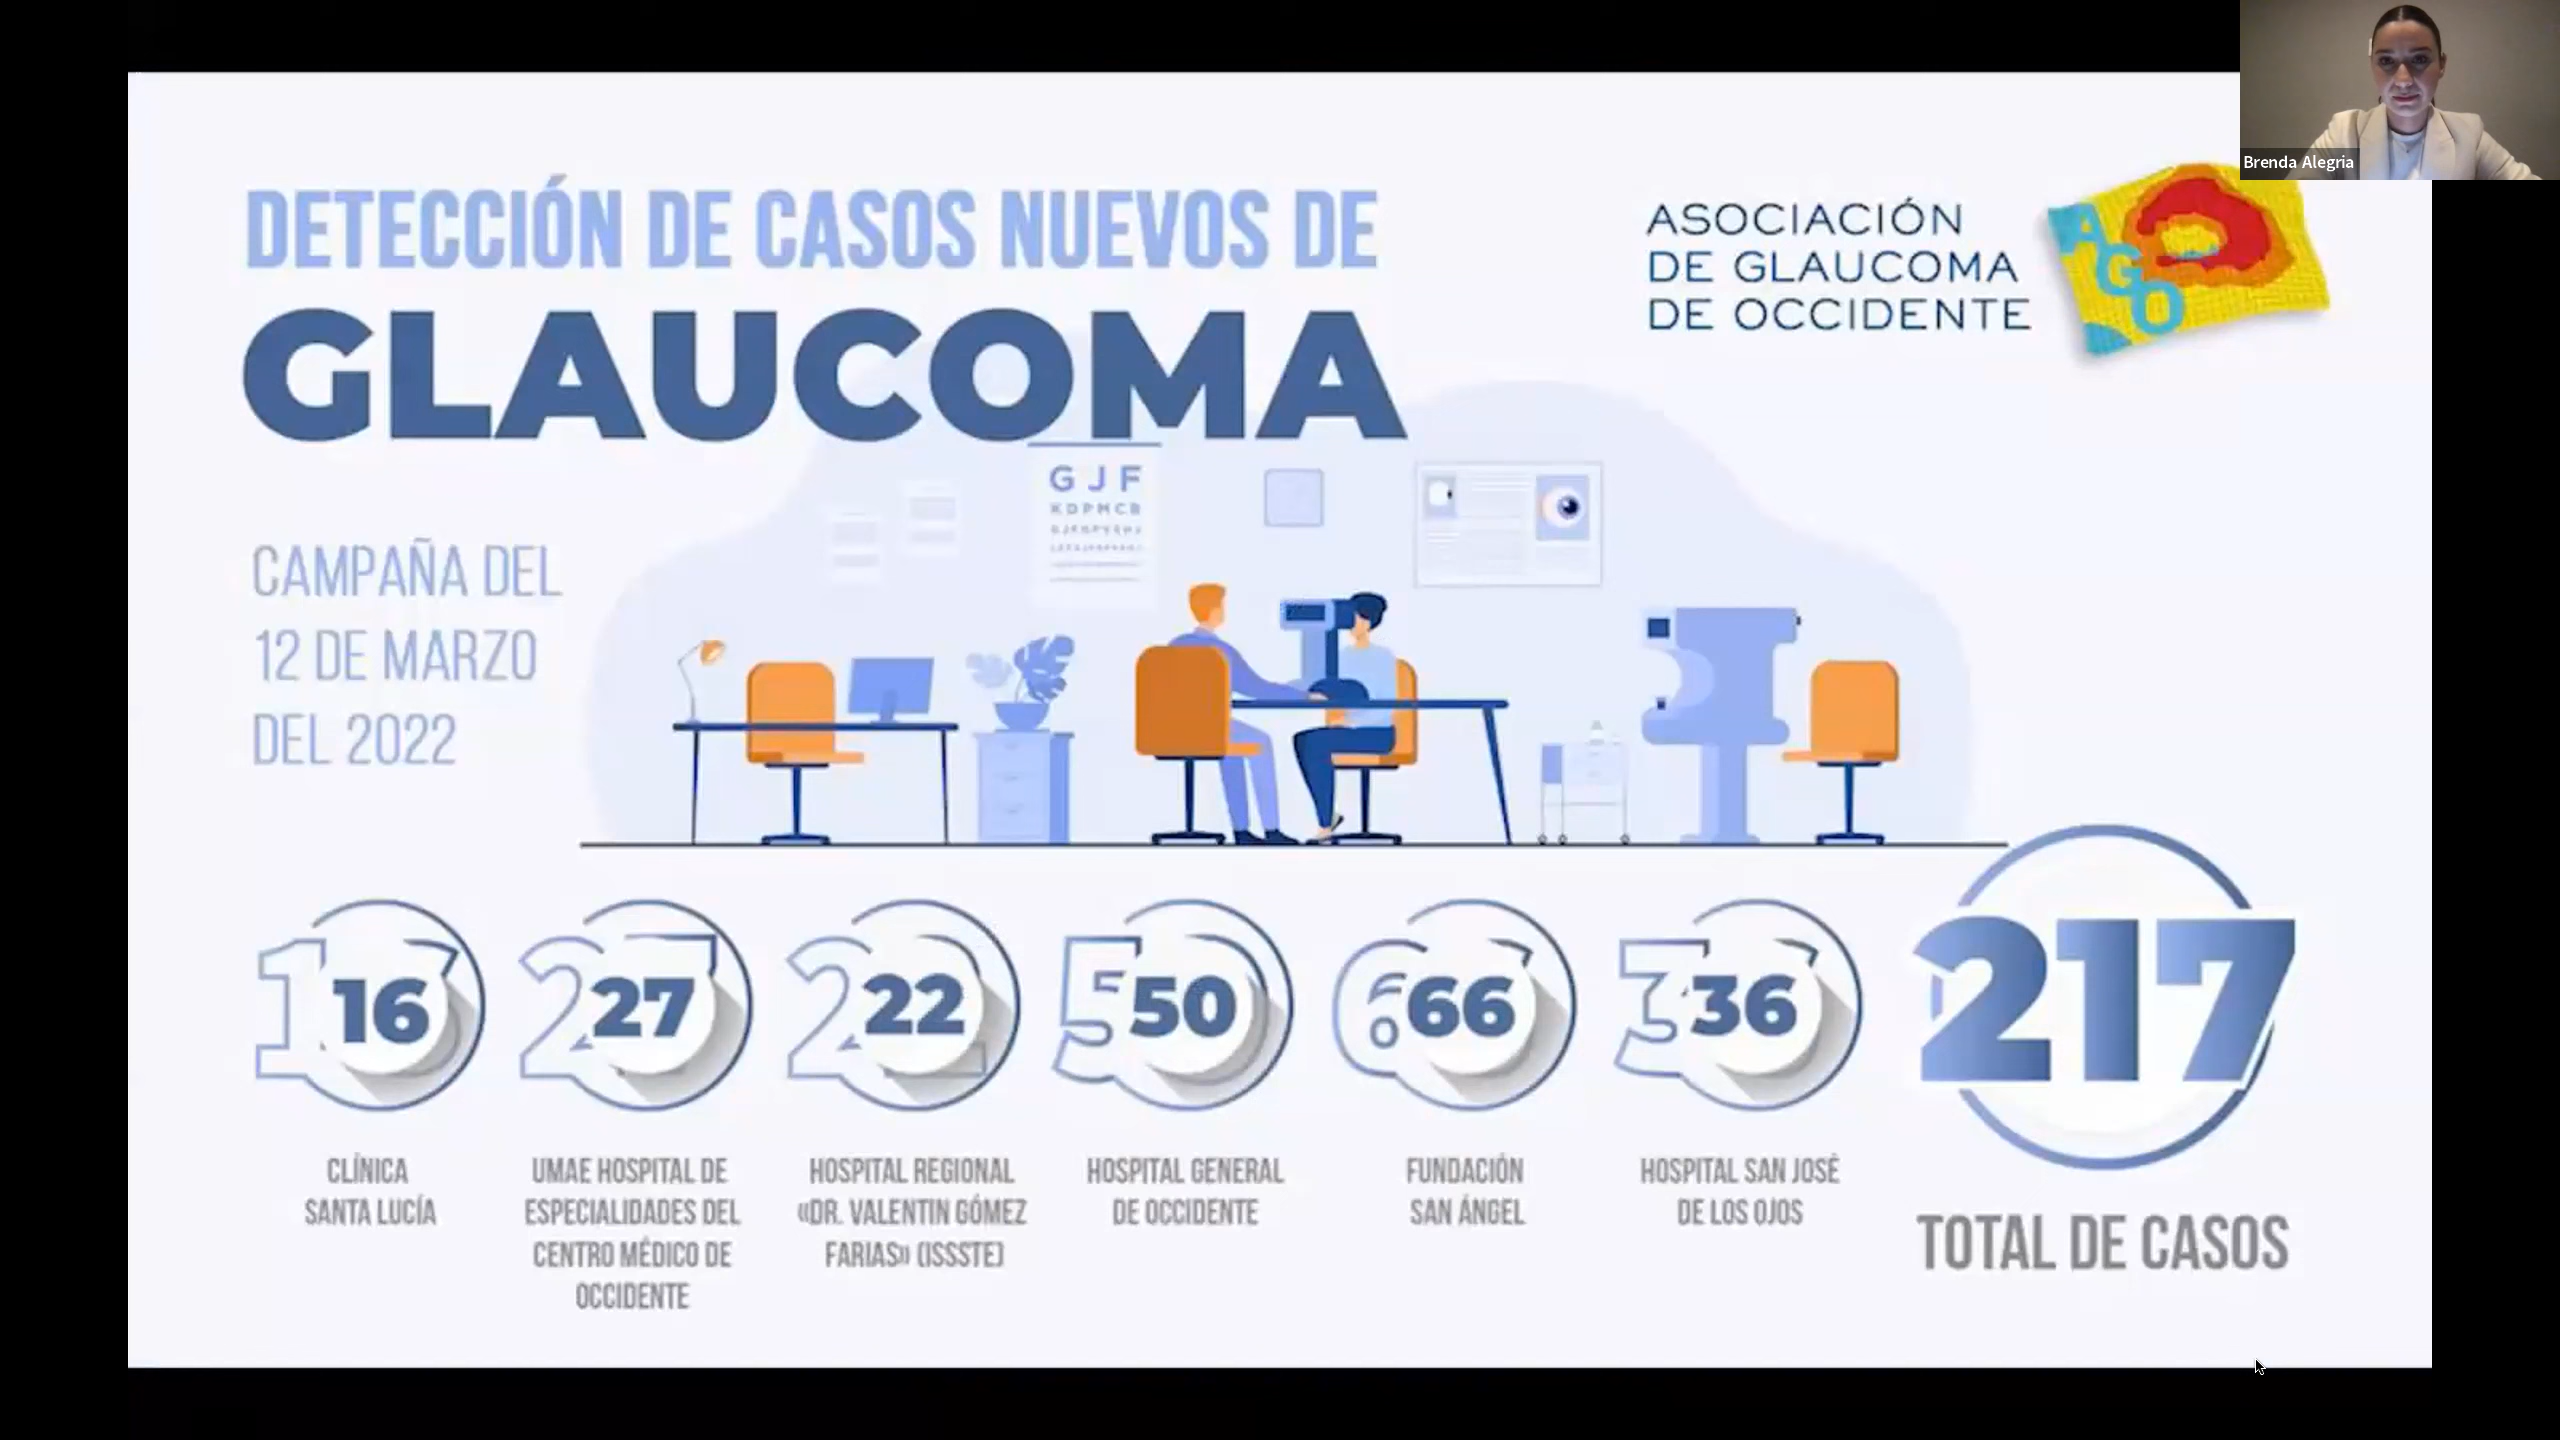 Brenda Alegria
DETECCIÓN DE CASOS NUEVOS DE
GLAUCOMA
ASOCIACIÓN
DE GLAUCOMA
DE OCCIDENTE
AGO
CAMPAÑA DEL
12 DE MARZO
DEL 2022
G J F
KDPMCB
16
27
22
50
66
36
217
CLÍNICA
SANTA LUCÍA
UMAE HOSPITAL DE
ESPECIALIDADES DEL
CENTRO MÉDICO DE
OCCIDENTE
HOSPITAL REGIONAL
«DR. VALENTIN GÓMEZ
FARIAS» (ISSSTE)
HOSPITAL GENERAL
DE OCCIDENTE
FUNDACIÓN
SAN ÁNGEL
HOSPITAL SAN JOSÉ
DE LOS OJOS
TOTAL DE CASOS